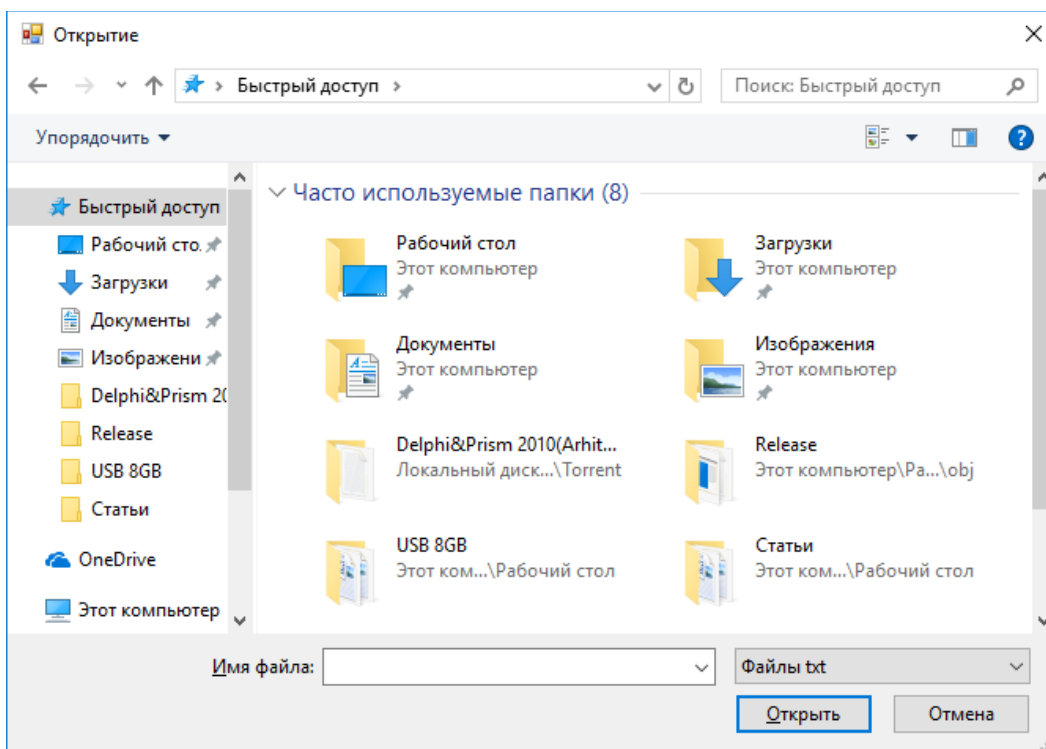 Открытие
Быстрый доступ
Поиск: Быстрый доступ
Упорядочить
Быстрый доступ
Рабочий сто.
Загрузки
Документы
Изображени
Delphi&Prism 20
Release
USB 8GB
Статьи
OneDrive
Этот компьютер
Часто используемые папки (8)
Рабочий стол
Этот компьютер
Загрузки
Этот компьютер
Документы
Этот компьютер
Изображения
Этот компьютер
Delphi&Prism 2010(Arhit...
Локальный диск...\Torrent
Release
Этот компьютер\Ра...\obj
USB 8GB
Этот ком...\Рабочий стол
Статьи
Этот ком...\Рабочий стол
Имя файла:
Файлы txt
Открыть
Отмена